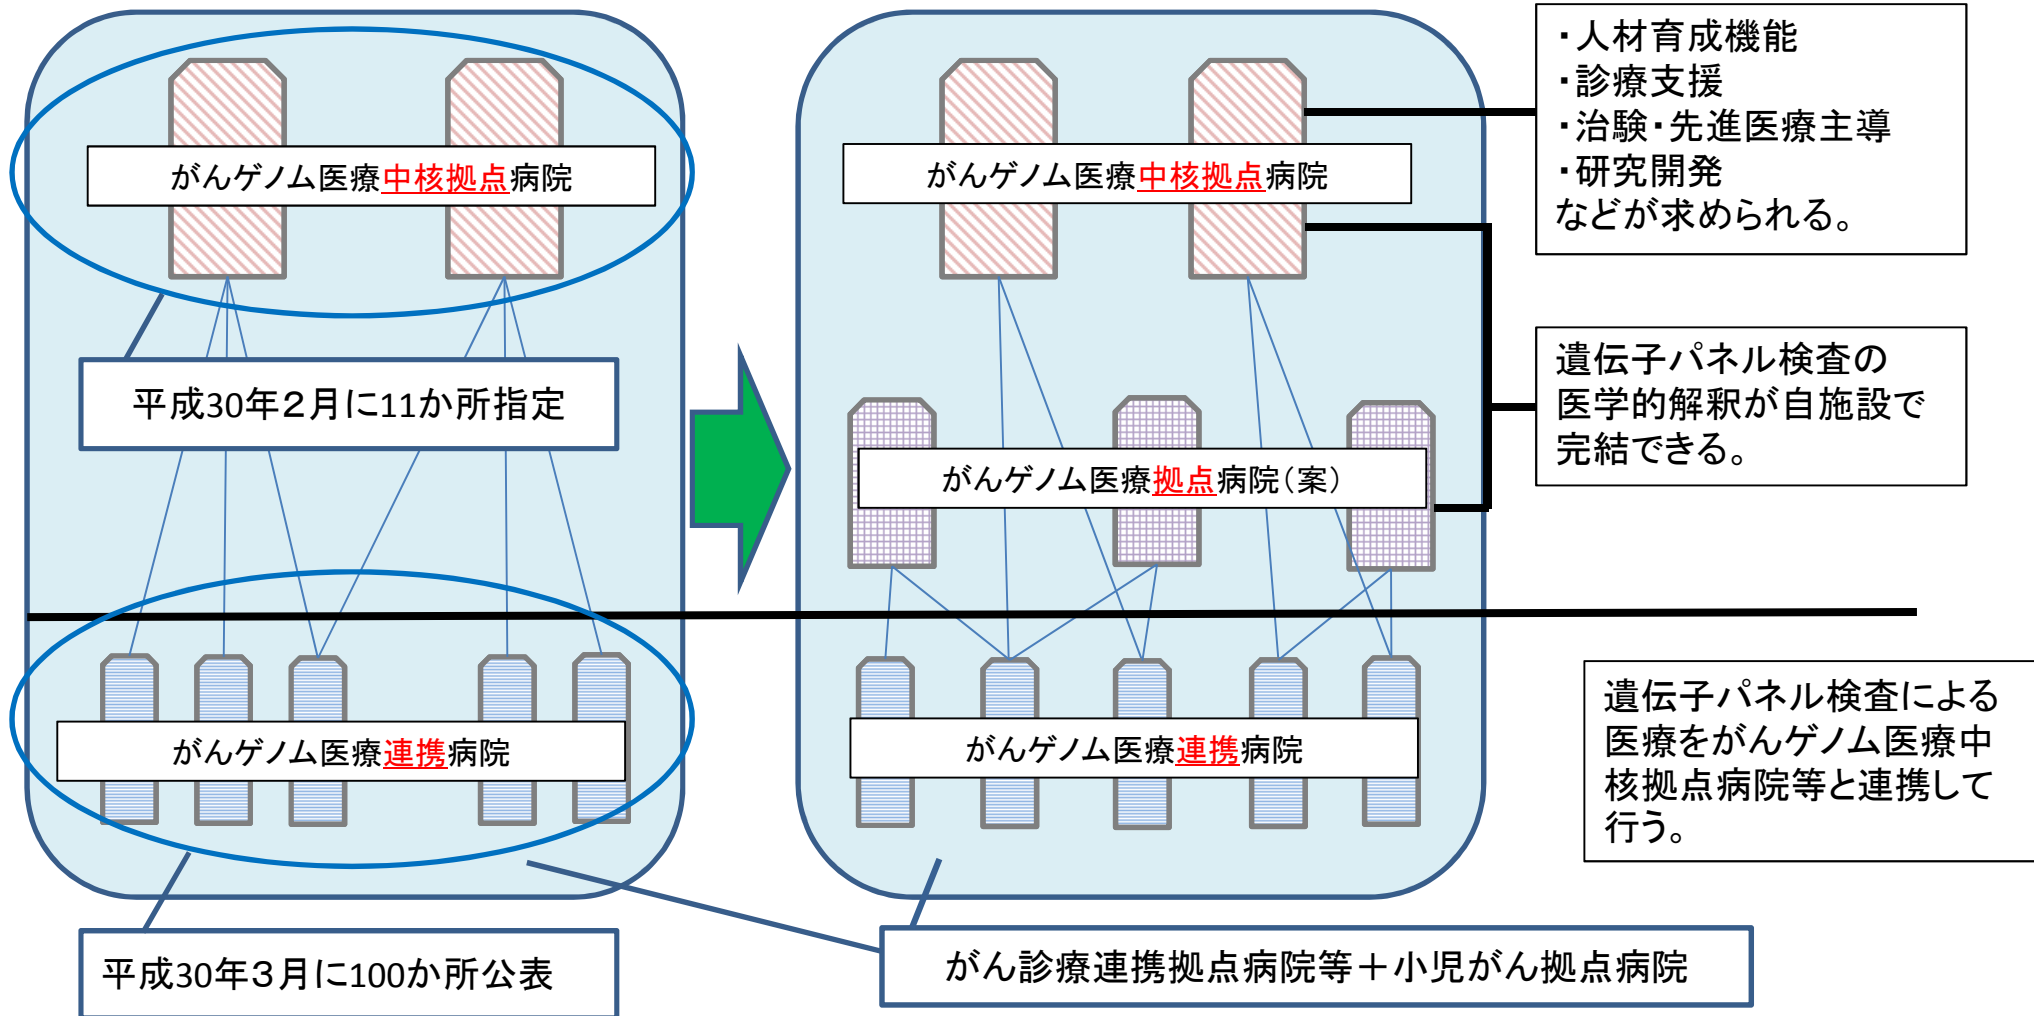 がんゲノム医療中核拠点病院
平成30年２月に11か所指定
がんゲノム医療連携病院
平成30年３月に100か所公表
がんゲノム医療中核拠点病院
がんゲノム医療拠点病院（案）
がんゲノム医療連携病院
がん診療連携拠点病院等＋小児がん拠点病院
・人材育成機能
・診療支援
・治験・先進医療主導
・研究開発
などが求められる。
遺伝子パネル検査の
医学的解釈が自施設で
完結できる。
遺伝子パネル検査による
医療をがんゲノム医療中
核拠点病院等と連携して
行う。